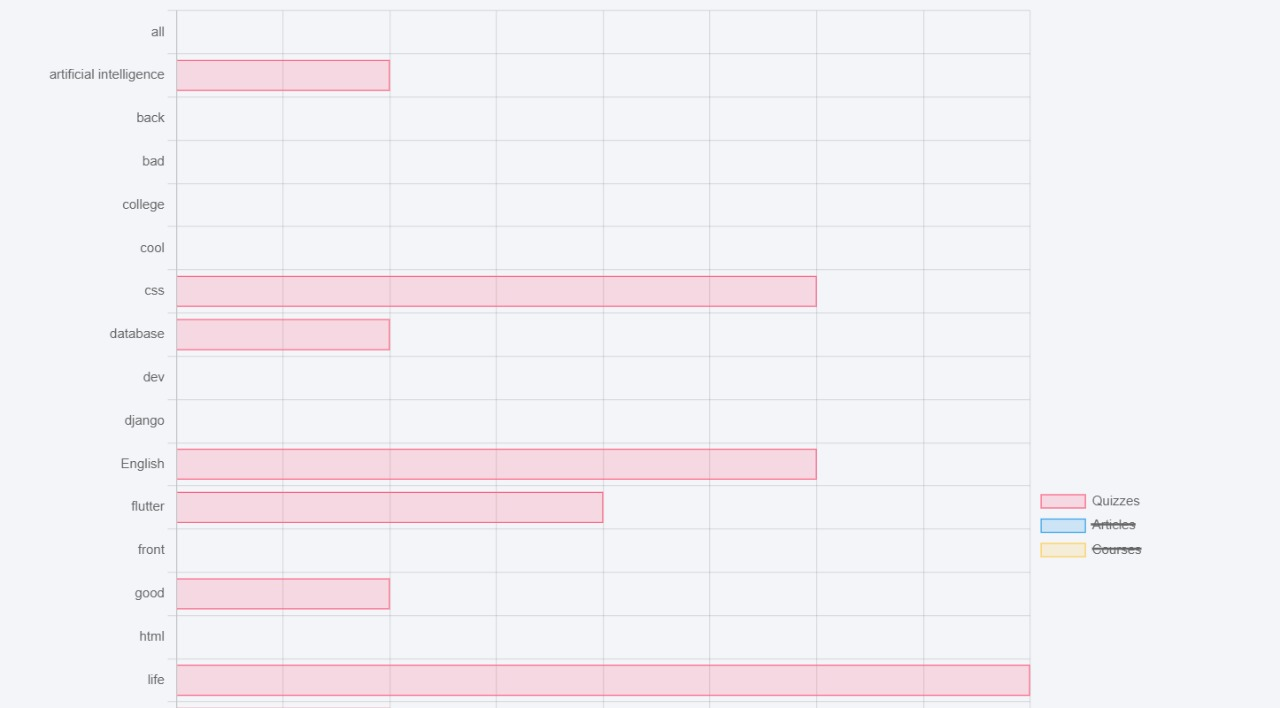 all
artificial intelligence
back
bad
college
cool
css
database
dev
django
English
flutter
front
good
html
life
Quizzes
Articles
Courses